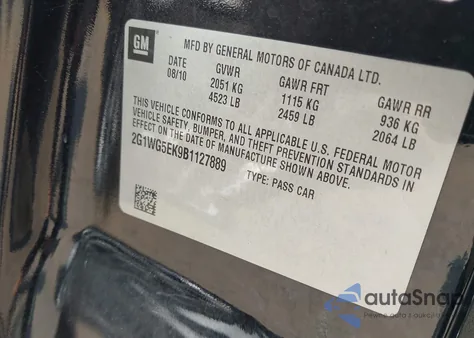 GM
MFD BY GENERAL MOTORS OF CANADA LTD.
DATE GVWR GAWR FRT GAWR RR
08/10 2051 KG 1115 KG 936 KG
4523 LB 2459 LB 2064 LB
THIS VEHICLE CONFORMS TO ALL APPLICABLE U.S. FEDERAL MOTOR
VEHICLE SAFETY, BUMPER, AND THEFT PREVENTION STANDARDS IN
EFFECT ON THE DATE OF MANUFACTURE SHOWN ABOVE.
2G1WG5EK9B1127889
TYPE: PASS CAR
autaSnap